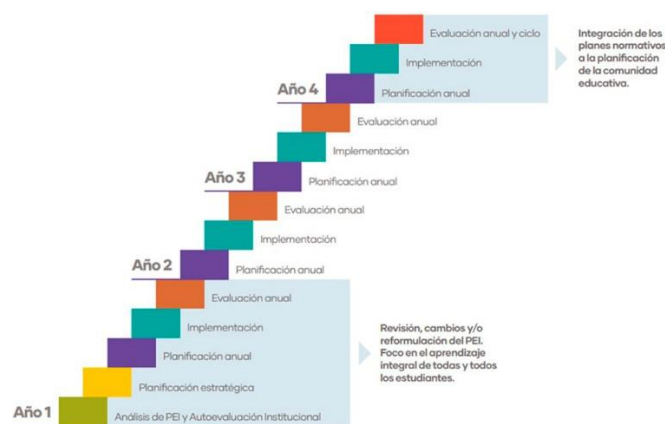 Evaluación anual y ciclo
Implementación
Año 4
Planificación anual
Integración de los
planes normativos
a la planificación
de la comunidad
educativa.
Evaluación anual
Implementación
Año 3
Planificación anual
Evaluación anual
Implementación
Año 2
Planificación anual
Evaluación anual
Implementación
Planificación anual
Planificación estratégica
Año 1
Análisis de PEI y Autoevaluación Institucional
Revisión, cambios y/o
reformulación del PEI.
Foco en el aprendizaje
integral de todas y todos
los estudiantes.